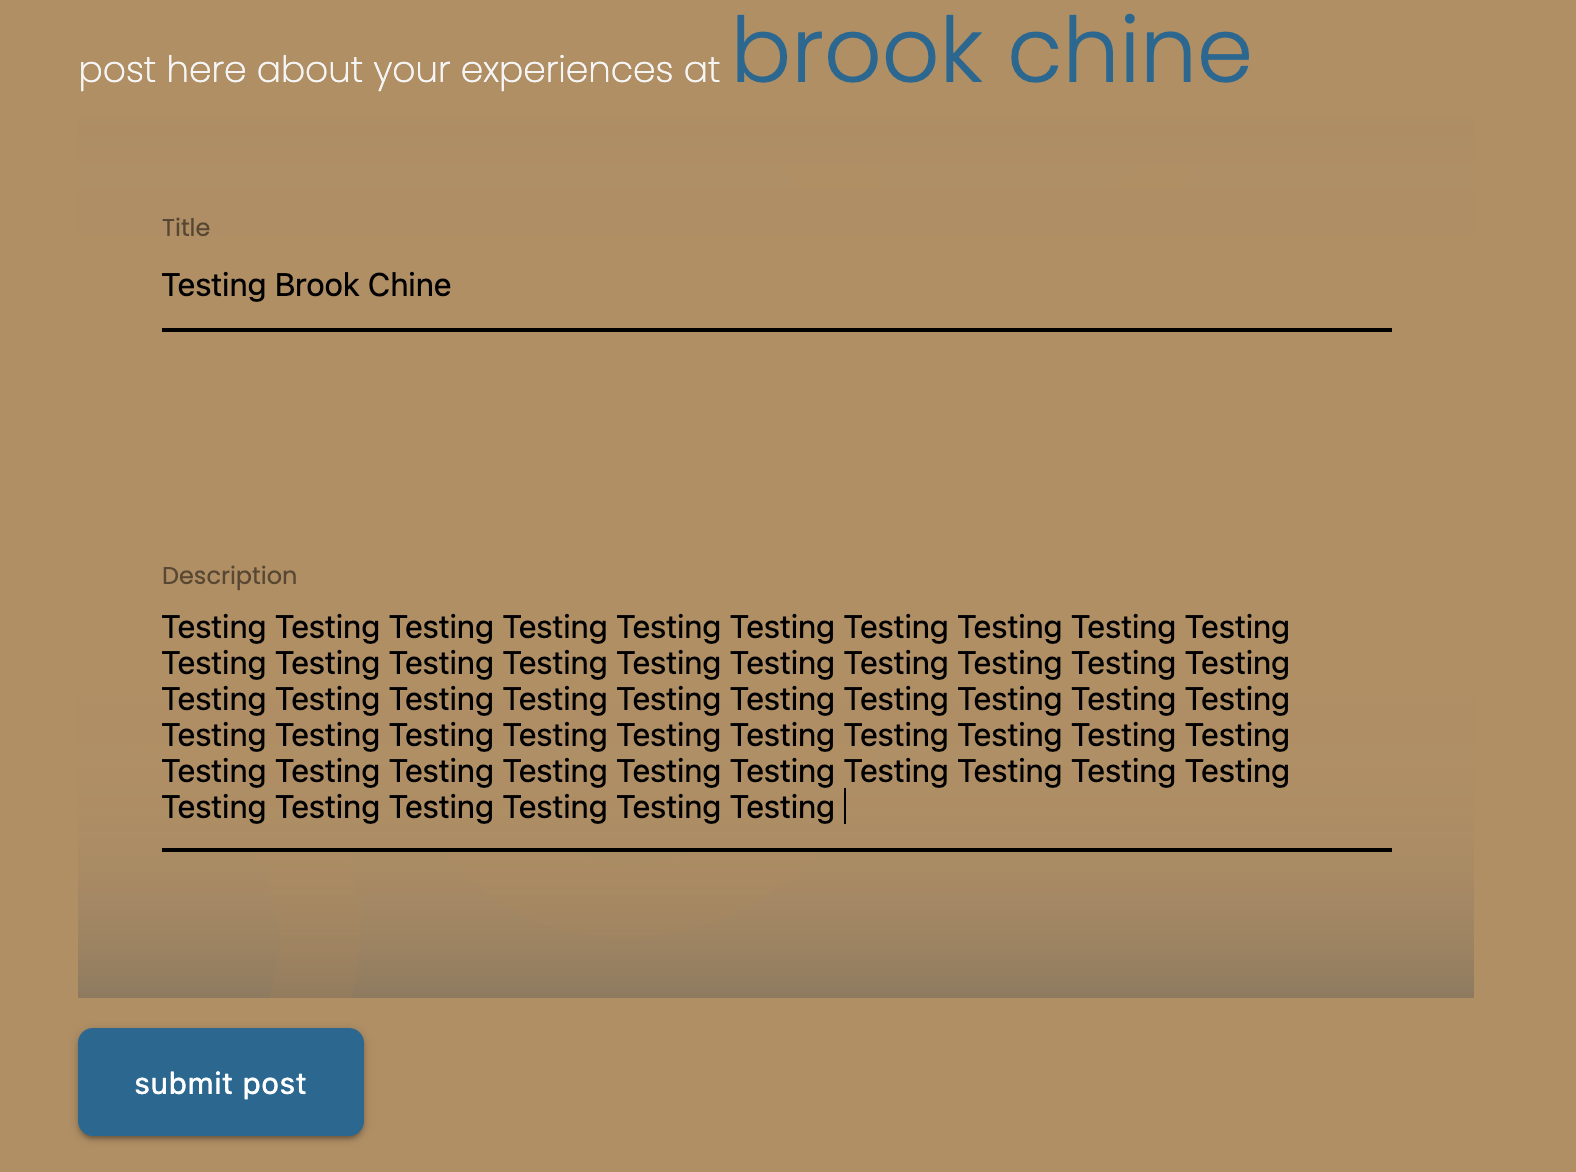 post here about your experiences at brook chine
Title
Testing Brook Chine
Description
Testing Testing Testing Testing Testing Testing Testing Testing Testing Testing
Testing Testing Testing Testing Testing Testing Testing Testing Testing Testing
Testing Testing Testing Testing Testing Testing Testing Testing Testing Testing
Testing Testing Testing Testing Testing Testing Testing Testing Testing Testing
Testing Testing Testing Testing Testing Testing Testing Testing Testing Testing
Testing Testing Testing Testing Testing Testing
submit post